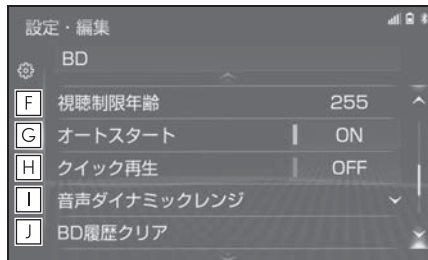 設定・編集
BD
F 視聴制限年齢 255
G オートスタート ON
H クイック再生 OFF
I 音声ダイナミックレンジ
J BD履歴クリア